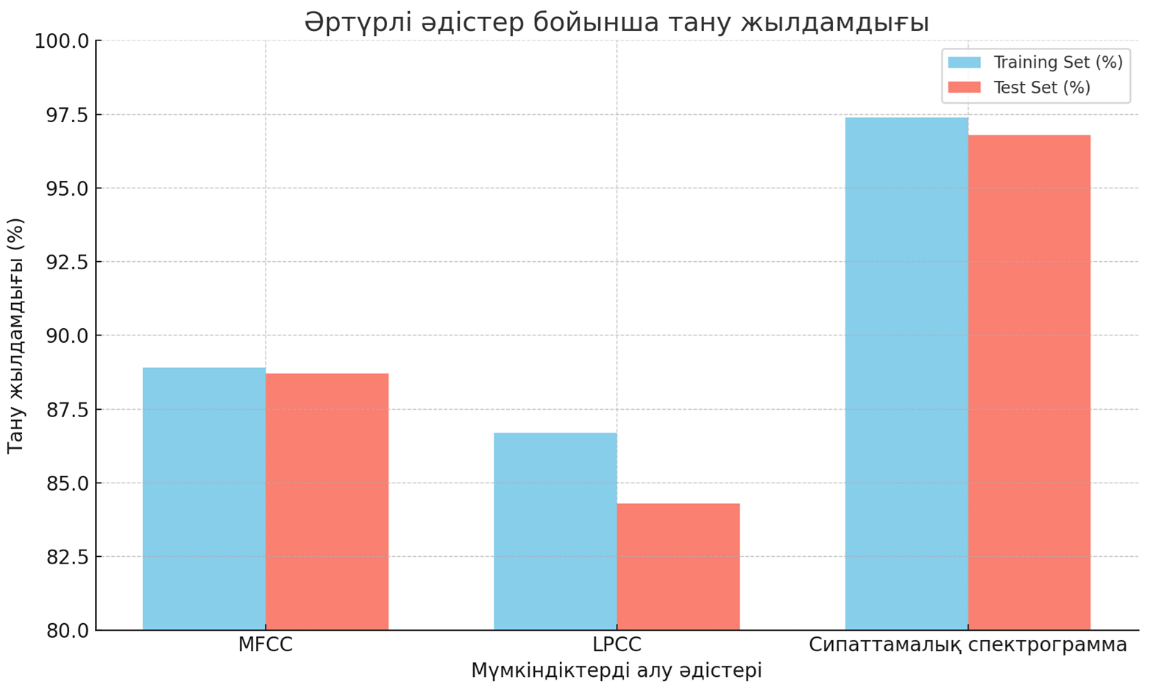 Әртүрлі әдістер бойынша тану жылдамдығы
Training Set (%)
Test Set (%)
Тану жылдамдығы (%)
100.0
97.5
95.0
92.5
90.0
87.5
85.0
82.5
80.0
MFCC
LPCC
Сипаттамалық спектрограмма
Мүмкіндіктерді алу әдістері